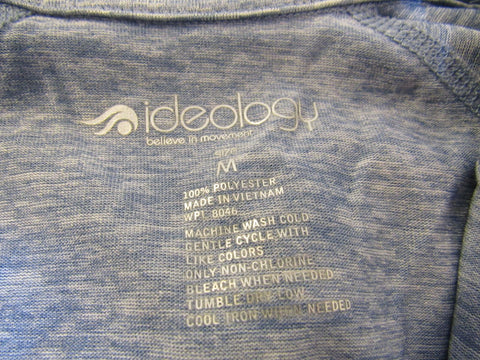 ideology
believe in movement
M
100% POLYESTER
MADE IN VIETNAM
WPL 8046
MACHINE WASH COLD
GENTLE CYCLE WITH
LIKE COLORS
ONLY NON-CHLORINE
BLEACH WHEN NEEDED
TUMBLE DRY LOW
COOL IRON WHEN NEEDED